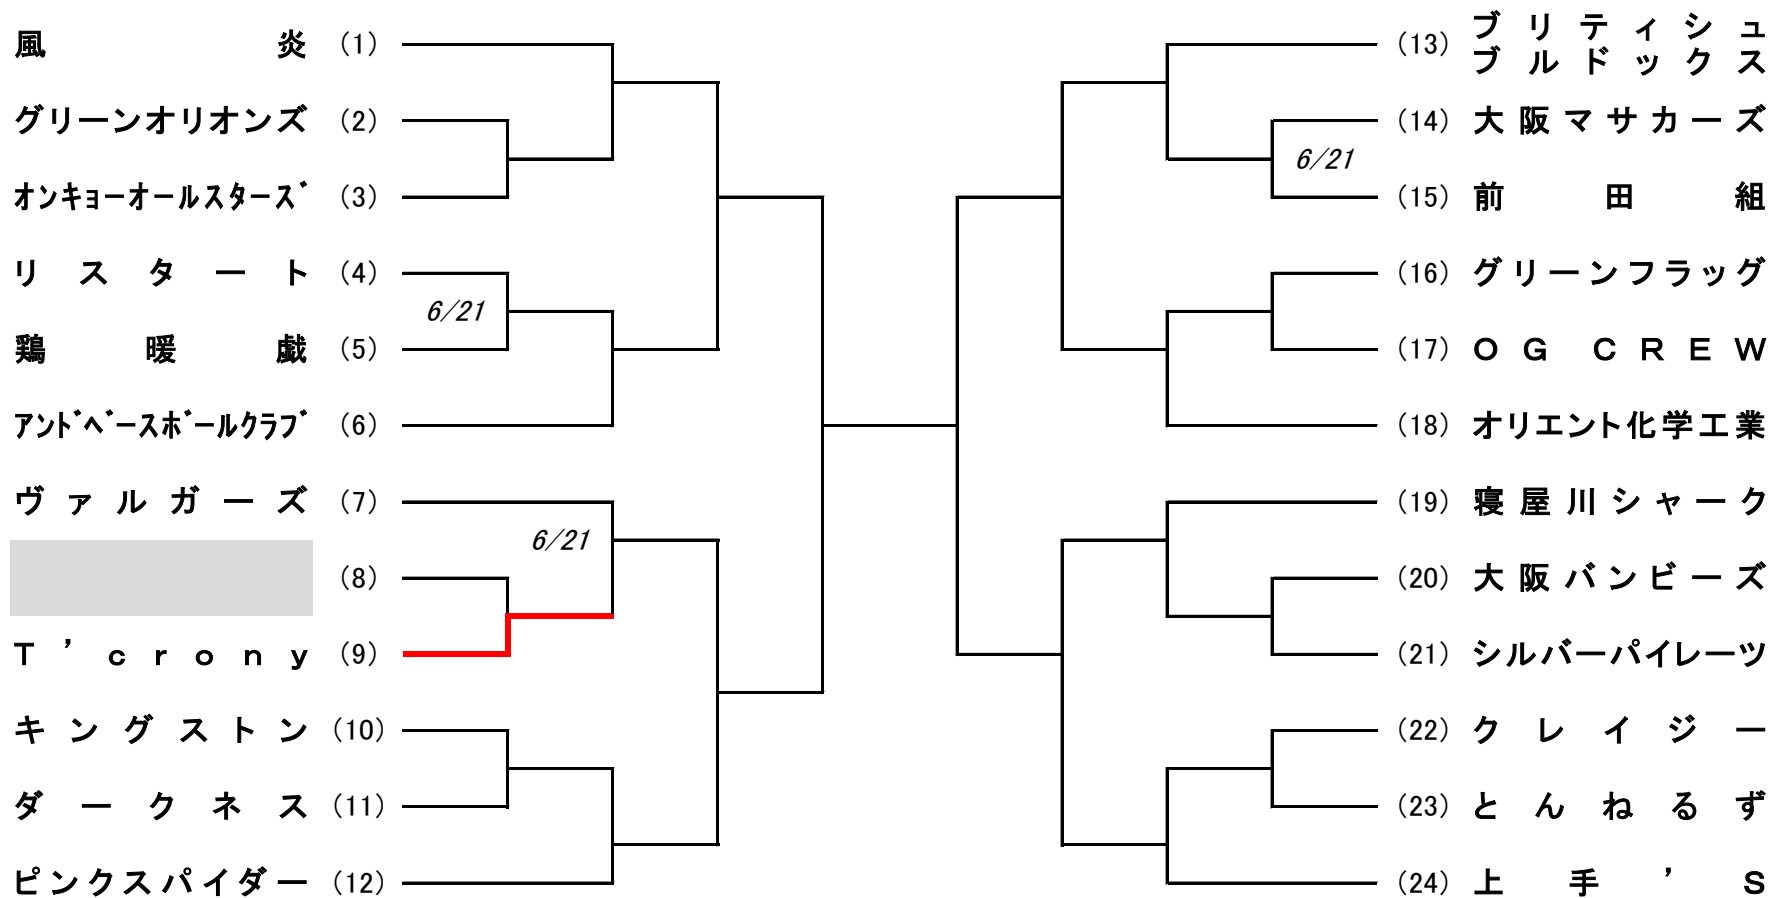 風炎 (1)
グリーンオリオンズ (2)
オンキョーオールスターズ (3)
リスタート (4)
6/21
鶏暖戯 (5)
アンドベースボールクラブ (6)
ヴァルガーズ (7)
6/21
(8)
T’crony (9)
キングストン (10)
ダークネス (11)
ピンクスパイダー (12)
(13) ブリティシュ
ブルドックス
(14) 大阪マサカーズ
6/21
(15) 前田組
(16) グリーンフラッグ
(17) OG CREW
(18) オリエント化学工業
(19) 寝屋川シャーク
(20) 大阪バンビーズ
(21) シルバーパイレーツ
(22) クレイジー
(23) とんねるず
(24) 上手’S